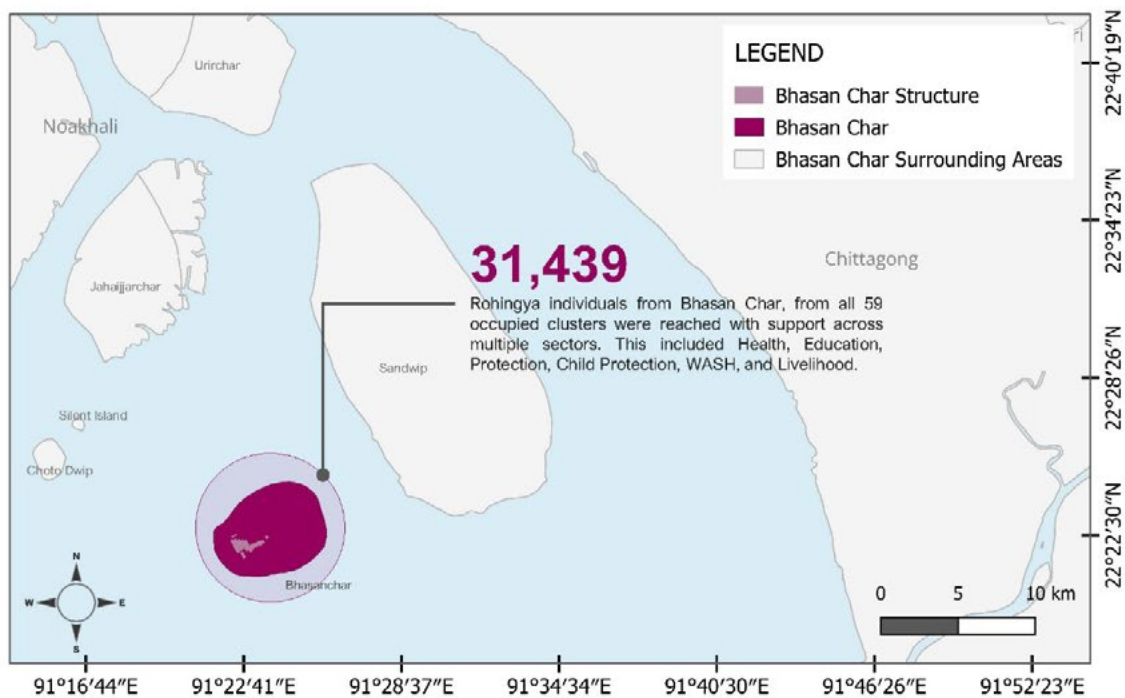 Urirchar
Noakhali
LEGEND
Bhasan Char Structure
Bhasan Char
Bhasan Char Surrounding Areas
22°40'19"N
22°34'23"N
22°28'26"N
22°22'30"N
Jahaijjarchar
31,439
Rohingya individuals from Bhasan Char, from all 59
occupied clusters were reached with support across
multiple sectors. This included Health, Education,
Protection, Child Protection, WASH, and Livelihood.
Chittagong
Sandwip
Silent Island
Choto Dwip
Bhasanchar
N
W E
S
0 5 10 km
91°16'44"E 91°22'41"E 91°28'37"E 91°34'34"E 91°40'30"E 91°46'26"E 91°52'23"E